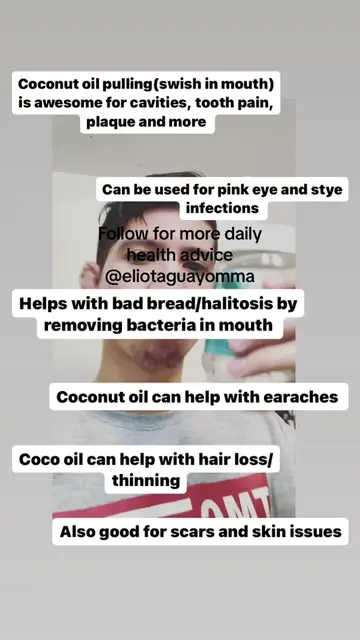 Coconut oil pulling(swish in mouth)
is awesome for cavities, tooth pain,
plaque and more
Can be used for pink eye and stye
infections
Follow for more daily
health advice
@eliotaguayomma
Helps with bad bread/halitosis by
removing bacteria in mouth
Coconut oil can help with earaches
Coco oil can help with hair loss/
thinning
OMT
Also good for scars and skin issues